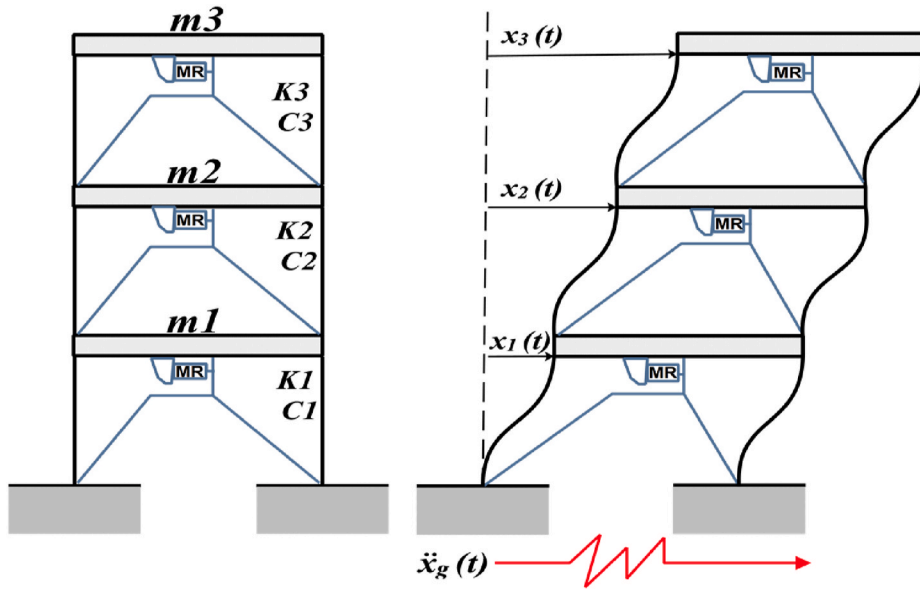 m3
MR
K3
C3
m2
MR
K2
C2
m1
MR
K1
C1
x₃ (t)
MR
x₂ (t)
MR
x₁ (t)
MR
ẍg (t)